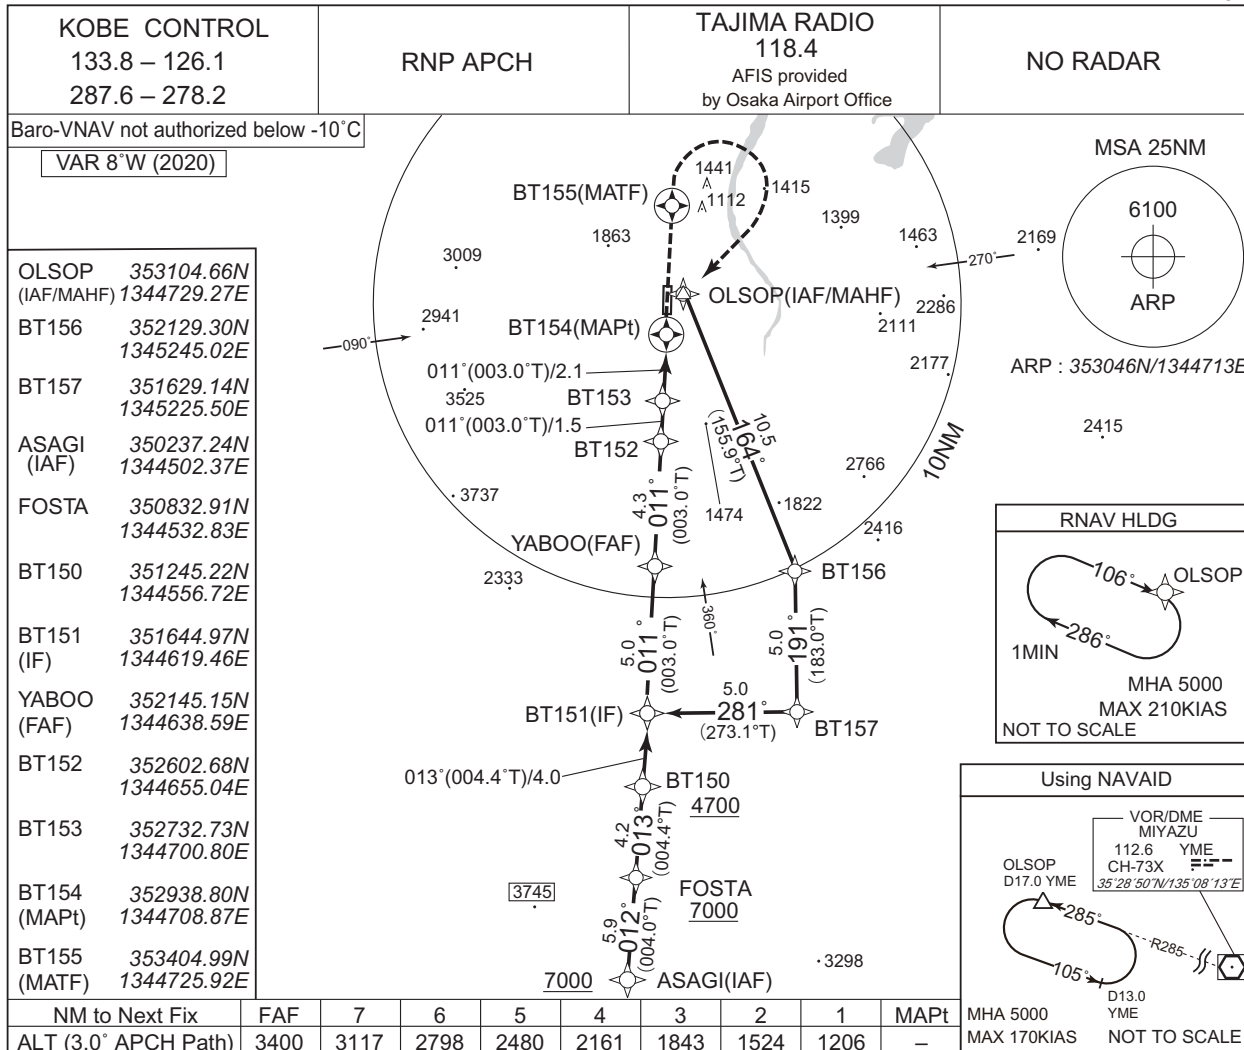 KOBE CONTROL
133.8 – 126.1
287.6 – 278.2
RNP APCH
TAJIMA RADIO
118.4
AFIS provided
by Osaka Airport Office
NO RADAR
Baro-VNAV not authorized below -10˚C
VAR 8˚W (2020)
OLSOP 353104.66N
(IAF/MAHF) 1344729.27E
BT156 352129.30N
1345245.02E
BT157 351629.14N
1345225.50E
ASAGI 350237.24N
(IAF) 1344502.37E
FOSTA 350832.91N
1344532.83E
BT150 351245.22N
1344556.72E
BT151 351644.97N
(IF) 1344619.46E
YABOO 352145.15N
(FAF) 1344638.59E
BT152 352602.68N
1344655.04E
BT153 352732.73N
1344700.80E
BT154 352938.80N
(MAPt) 1344708.87E
BT155 353404.99N
(MATF) 1344725.92E
1441
1112
1415
BT155(MATF)
1399
1863
1463
3009
2169
270˚
OLSOP(IAF/MAHF)
2286
2941
2111
BT154(MAPt)
090˚
2177
011˚(003.0˚T)/2.1
3525
BT153
011˚(003.0˚T)/1.5
BT152
10.5
164˚
(155.9˚T)
10NM
2415
2766
3737
4.3
011˚
(003.0˚T)
1474
1822
2416
YABOO(FAF)
BT156
2333
360˚
5.0
011˚
(003.0˚T)
5.0
191˚
(183.0˚T)
5.0
281˚
(273.1˚T)
BT151(IF)
BT157
013˚(004.4˚T)/4.0
BT150
4700
4.2
013˚
(004.4˚T)
3745
FOSTA
7000
5.9
012˚
(004.0˚T)
3298
7000
ASAGI(IAF)
MSA 25NM
6100
ARP
ARP : 353046N/1344713E
RNAV HLDG
106˚
OLSOP
286˚
1MIN
MHA 5000
MAX 210KIAS
NOT TO SCALE
Using NAVAID
VOR/DME
MIYAZU
112.6 YME
CH-73X
35˚28´50˝N/135˚08´13˝E
OLSOP
D17.0 YME
285˚
R285
105˚
D13.0
YME
MHA 5000
MAX 170KIAS NOT TO SCALE
NM to Next Fix FAF 7 6 5 4 3 2 1 MAPt
ALT (3.0˚ APCH Path) 3400 3117 2798 2480 2161 1843 1524 1206 –